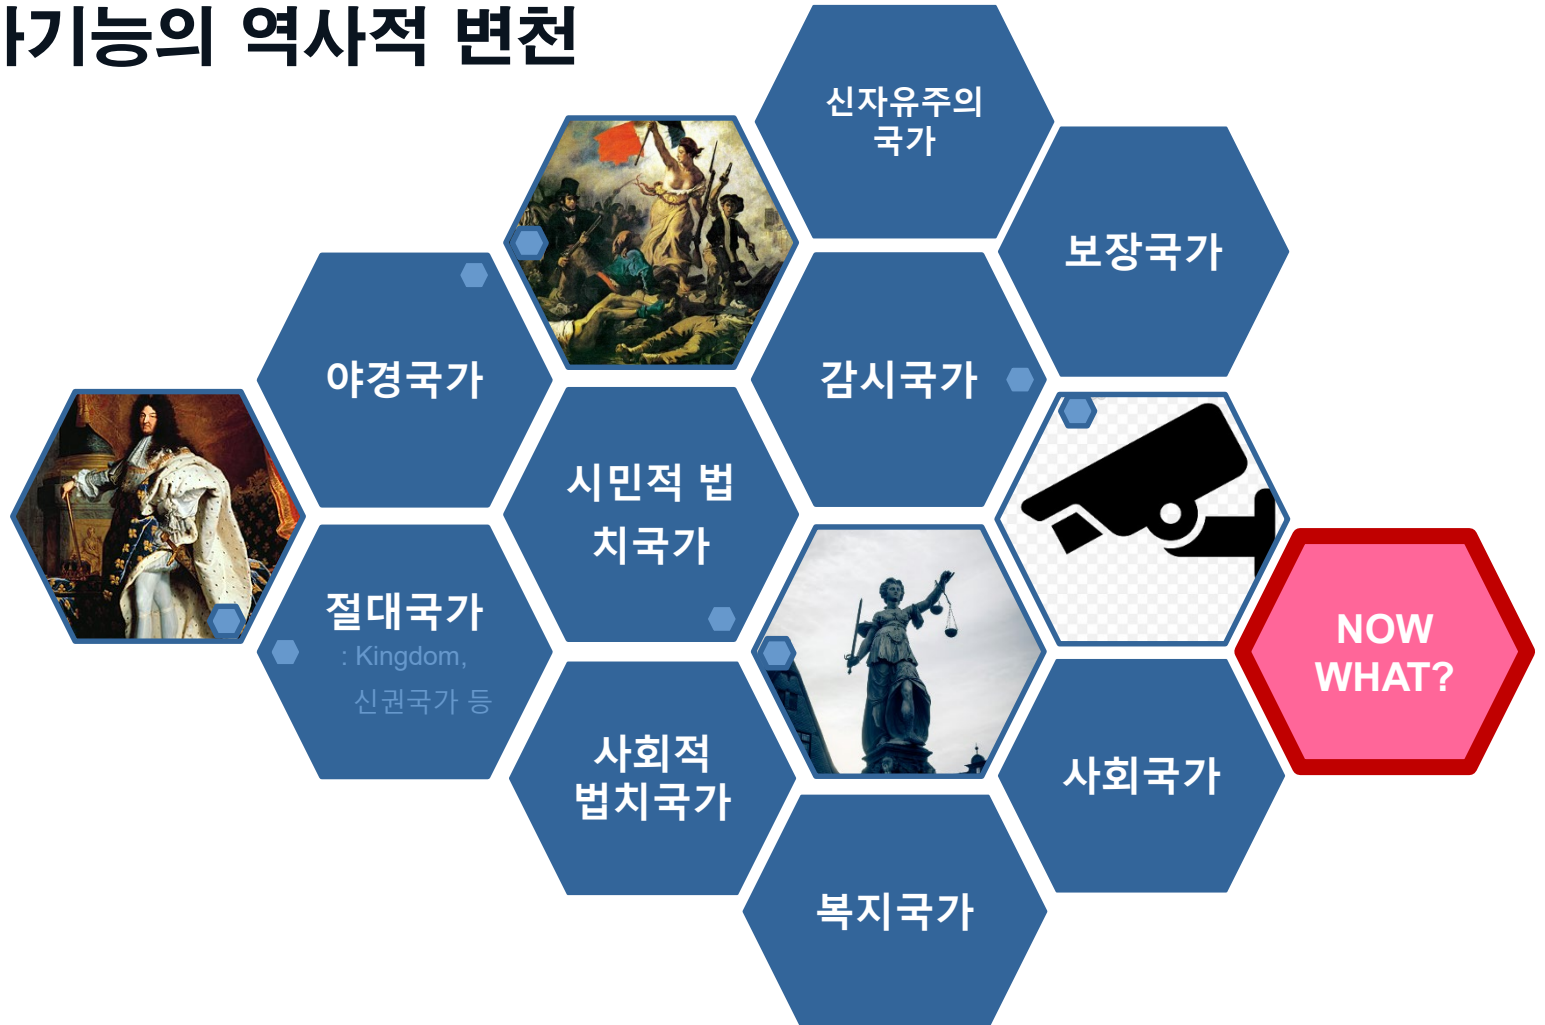 기능의 역사적 변천
신자유주의
국가
보장국가
야경국가
감시국가
시민적 법
치국가
절대국가
: Kingdom,
신권국가 등
NOW
WHAT?
사회적
법치국가
사회국가
복지국가